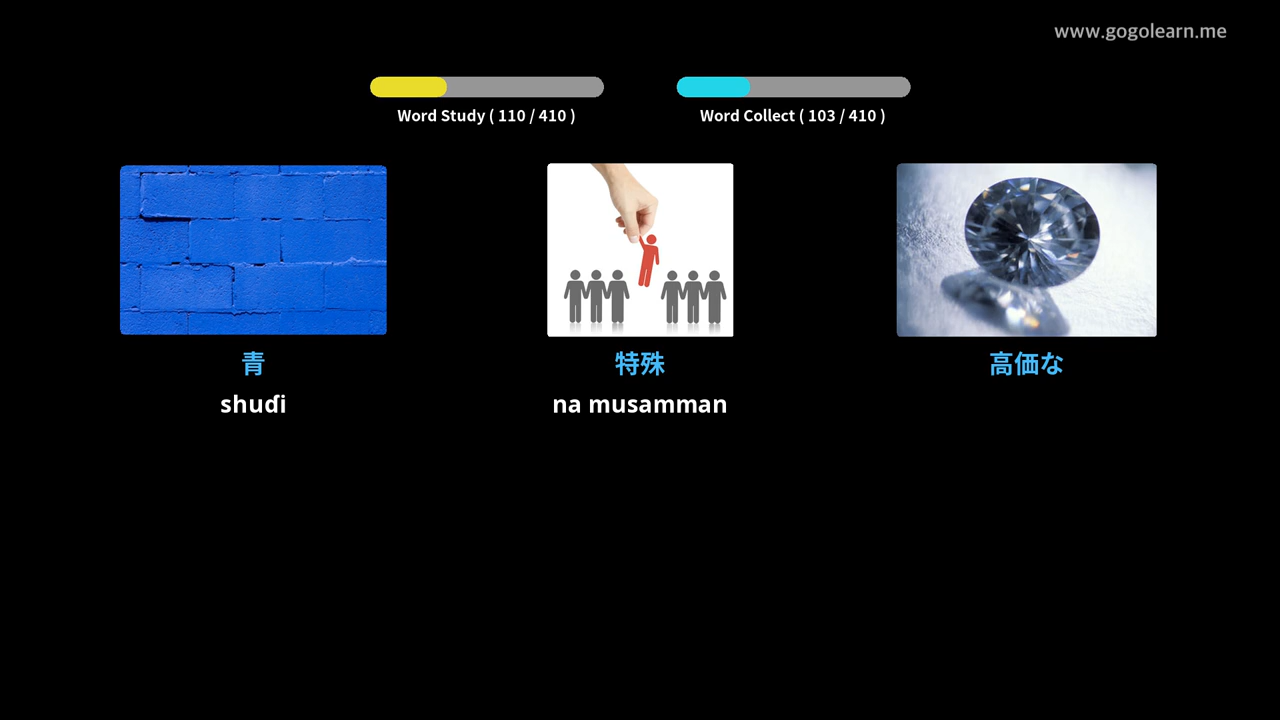 www.gogolearn.me
Word Study ( 110 / 410 )
Word Collect ( 103 / 410 )
青
特殊
高価な
shuɗi
na musamman